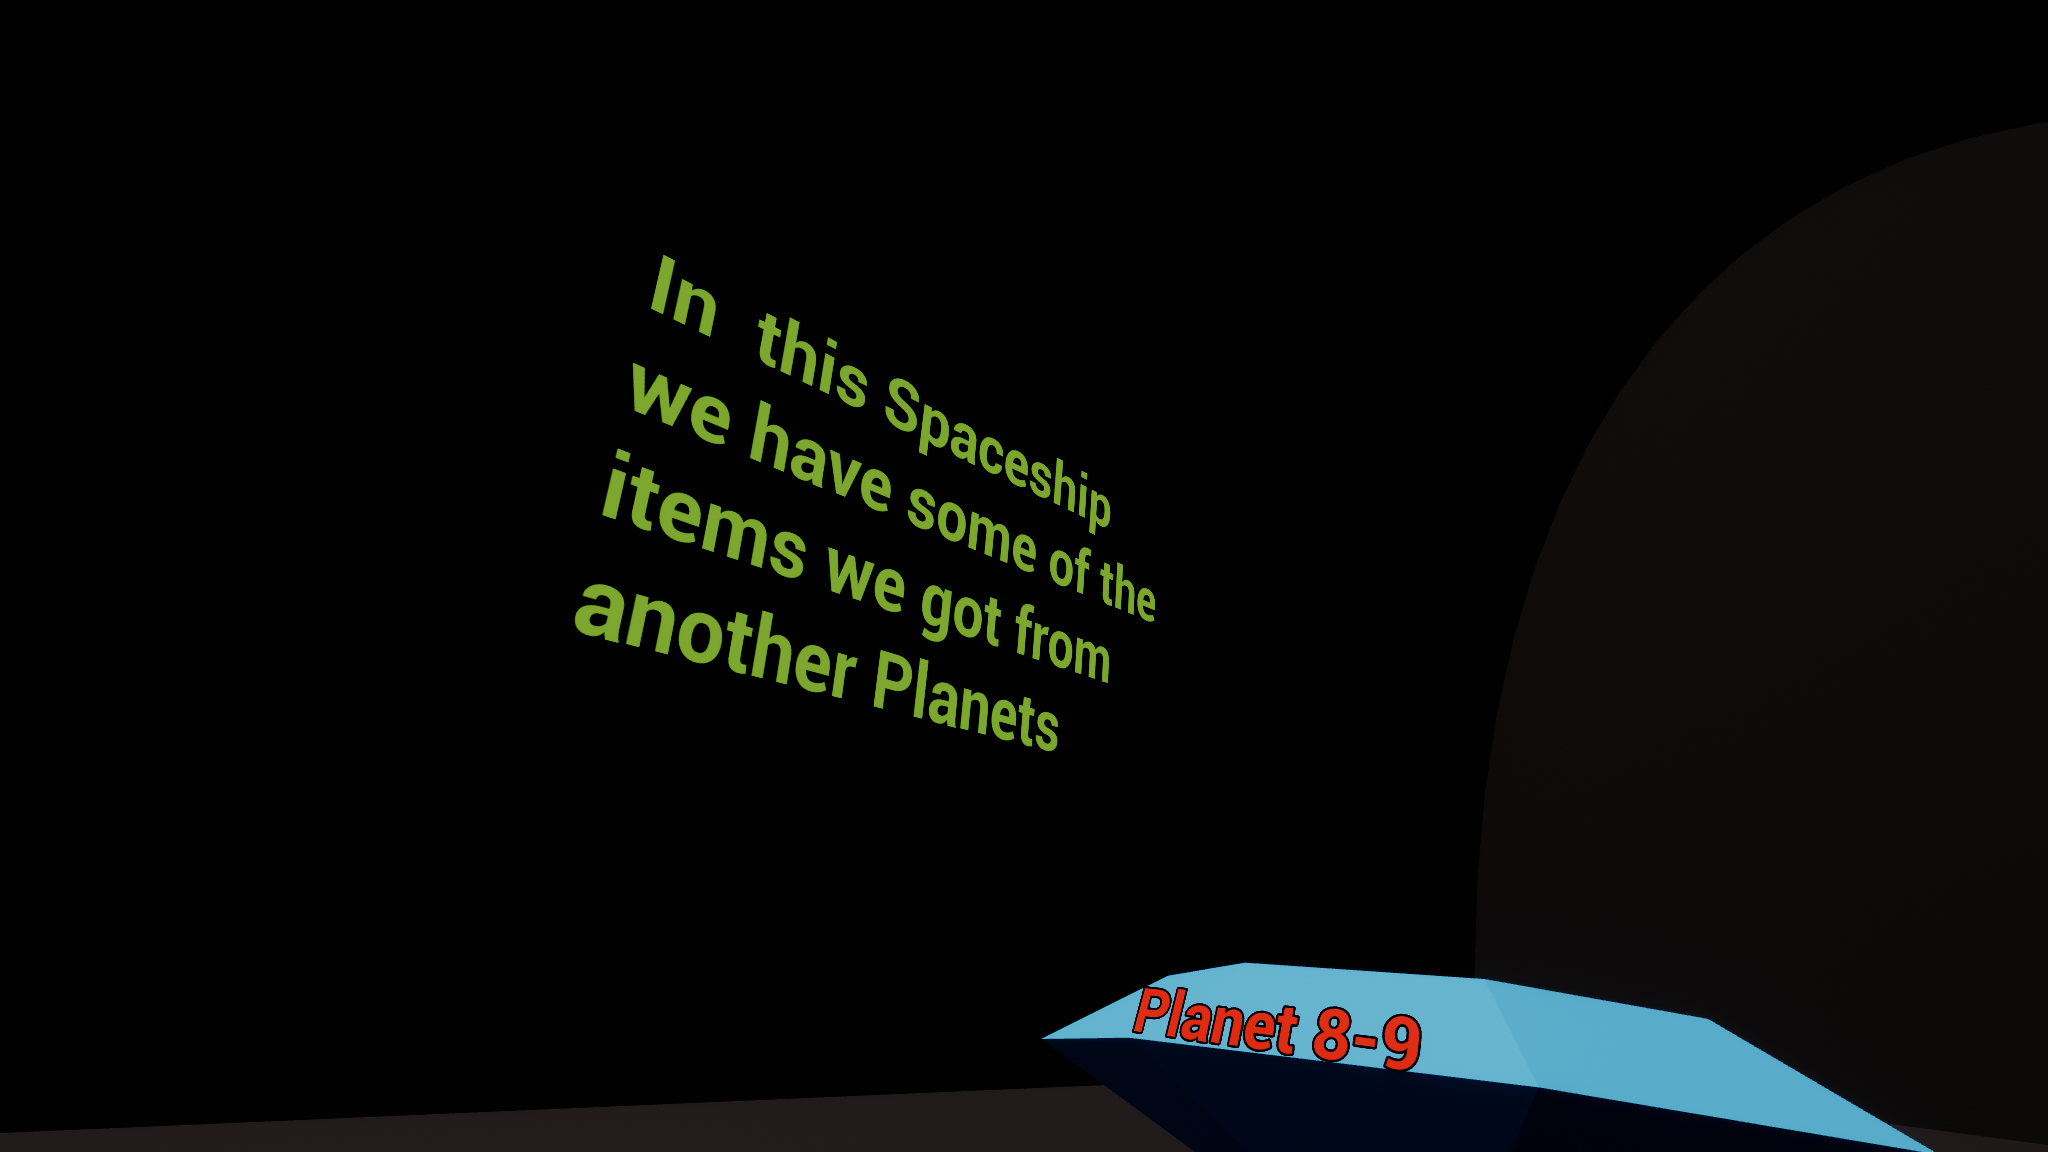 In this Spaceship
we have some of the
items we got from
another Planets
Planet 8-9